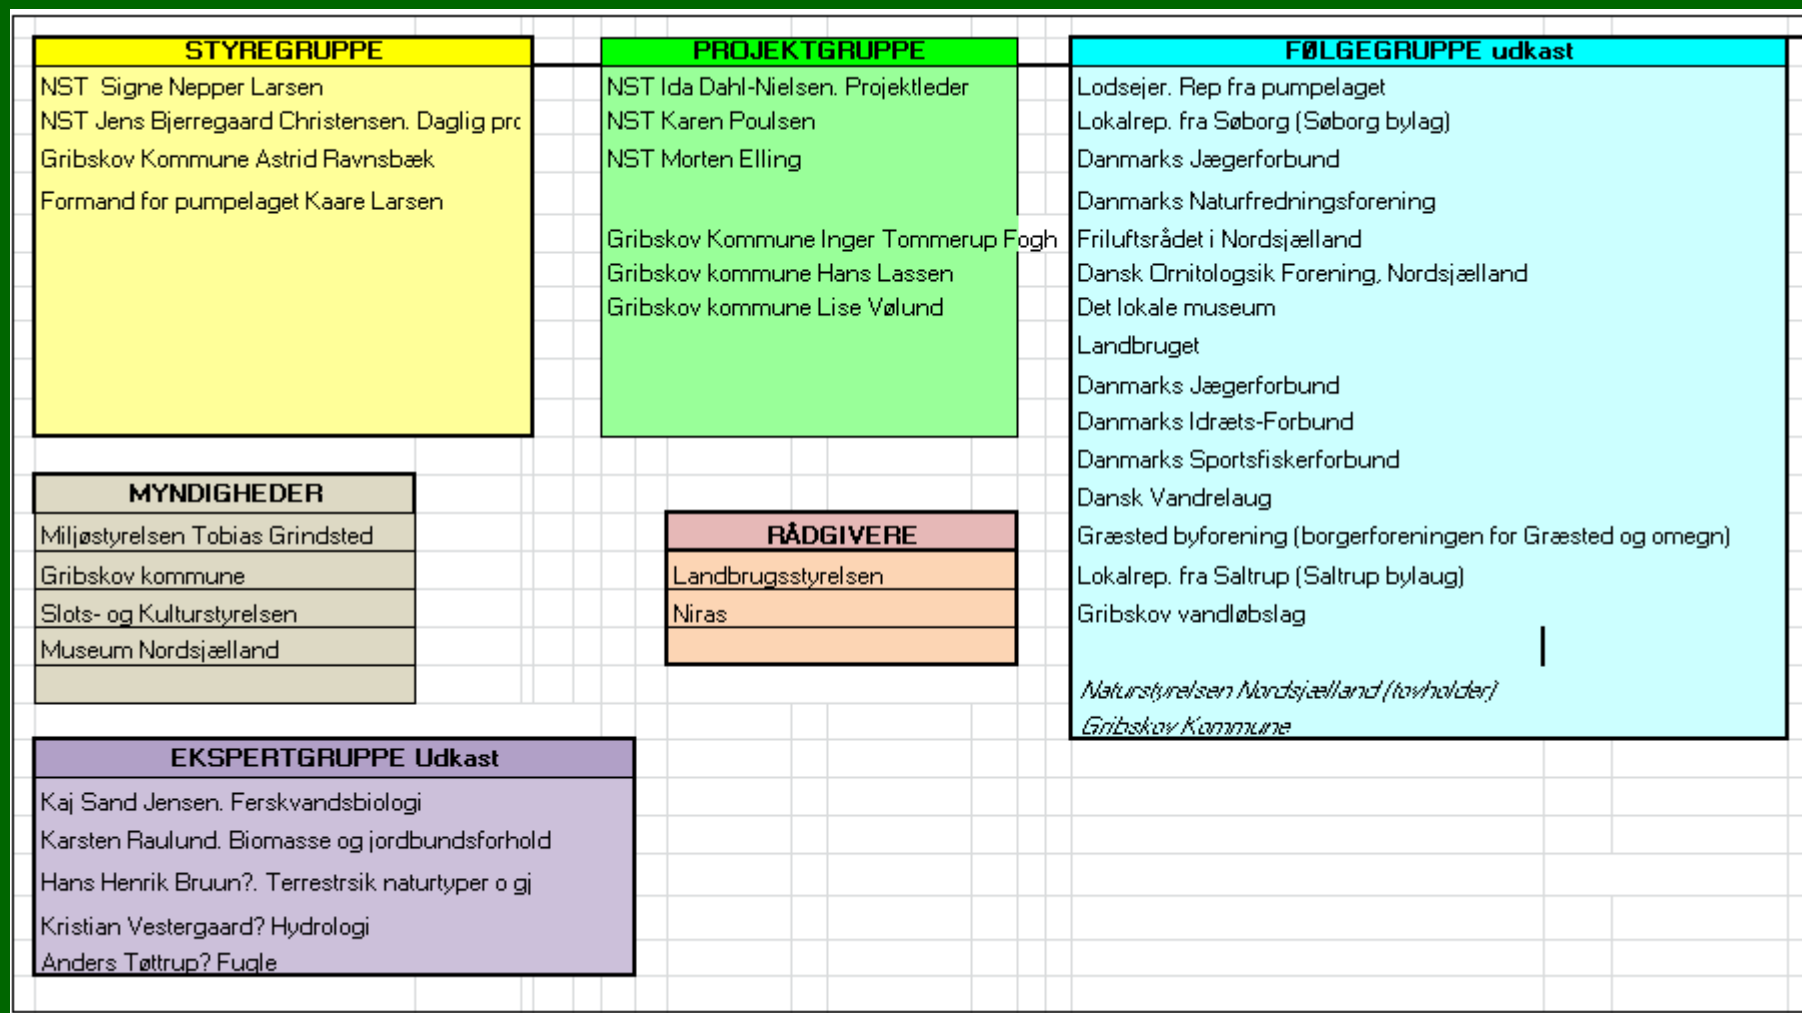 STYREGRUPPE
NST  Signe Nepper Larsen
NST Jens Bjerregaard Christensen. Daglig prc
Gribskov Kommune Astrid Ravnsbæk
Formand for pumpelaget Kaare Larsen
PROJEKTGRUPPE
NST Ida Dahl-Nielsen. Projektleder
NST Karen Poulsen
NST Morten Elling
Gribskov Kommune Inger Tommerup Fogh
Gribskov kommune Hans Lassen
Gribskov kommune Lise Vølund
FØLGEGRUPPE udkast
Lodsejer. Rep fra pumpelaget
Lokalrep. fra Søborg (Søborg bylag)
Danmarks Jægerforbund
Danmarks Naturfredningsforening
Friluftsrådet i Nordsjælland
Dansk Ornitologsik Forening, Nordsjælland
Det lokale museum
Landbruget
Danmarks Jægerforbund
Danmarks Idræts-Forbund
Danmarks Sportsfiskerforbund
Dansk Vandrelaug
Græsted byforening (borgerforeningen for Græsted og omegn)
Lokalrep. fra Saltrup (Saltrup bylaug)
Gribskov vandløbslag
Naturstyrelsen Nordsjælland (tovholder)
Gribskov Kommune
MYNDIGHEDER
Miljøstyrelsen Tobias Grindsted
Gribskov kommune
Slots- og Kulturstyrelsen
Museum Nordsjælland
RÅDGIVERE
Landbrugsstyrelsen
Niras
EKSPERTGRUPPE Udkast
Kaj Sand Jensen. Ferskvandsbiologi
Karsten Raulund. Biomasse og jordbundsforhold
Hans Henrik Bruun?. Terrestrsik naturtyper o gj
Kristian Vestergaard? Hydrologi
Anders Tøttrup? Fugle